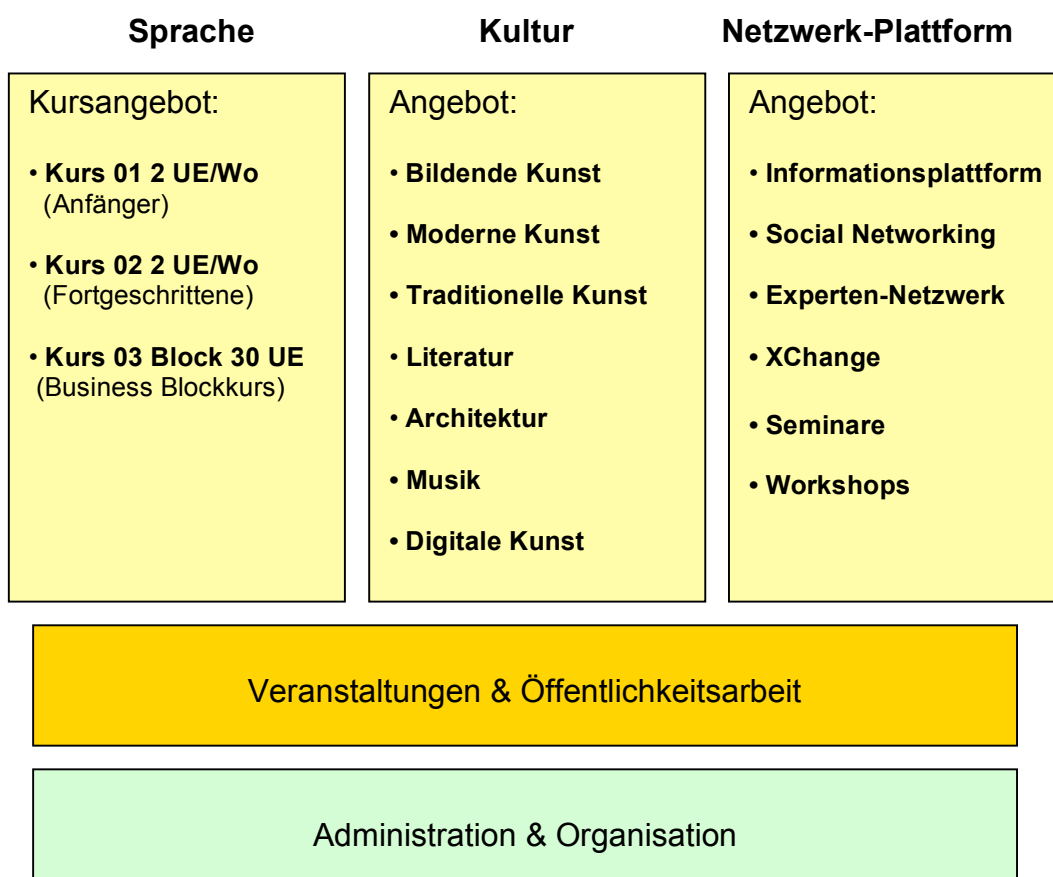 Sprache
Kursangebot:
• Kurs 01 2 UE/Wo
(Anfänger)
• Kurs 02 2 UE/Wo
(Fortgeschrittene)
• Kurs 03 Block 30 UE
(Business Blockkurs)
Kultur
Angebot:
• Bildende Kunst
• Moderne Kunst
• Traditionelle Kunst
• Literatur
• Architektur
• Musik
• Digitale Kunst
Netzwerk-Plattform
Angebot:
• Informationsplattform
• Social Networking
• Experten-Netzwerk
• XChange
• Seminare
• Workshops
Veranstaltungen & Öffentlichkeitsarbeit
Administration & Organisation